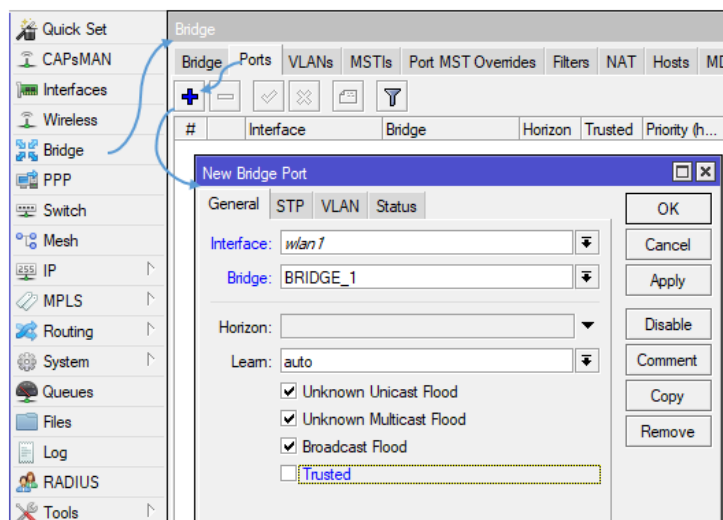 Quick Set
CAPsMAN
Interfaces
Wireless
Bridge
PPP
Switch
Mesh
IP
MPLS
Routing
System
Queues
Files
Log
RADIUS
Tools
Bridge
Bridge Ports VLANs MSTIs Port MST Overrides Filters NAT Hosts MD
# Interface Bridge Horizon Trusted Priority (h...
New Bridge Port
General STP VLAN Status
Interface: wlan1
Bridge: BRIDGE_1
Horizon:
Learn: auto
Unknown Unicast Flood
Unknown Multicast Flood
Broadcast Flood
Trusted
OK
Cancel
Apply
Disable
Comment
Copy
Remove